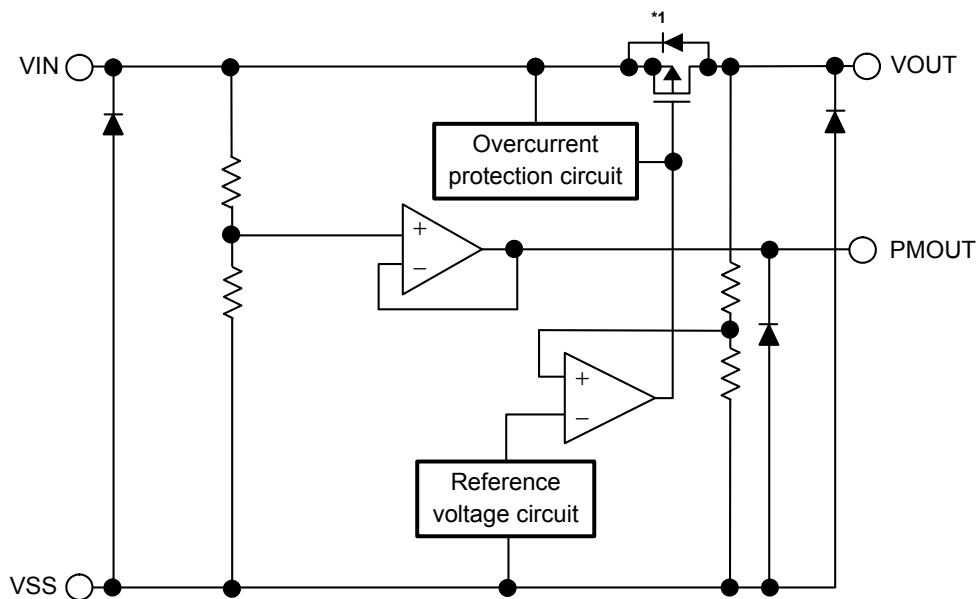 *1
VIN
VOUT
Overcurrent
protection circuit
+
−
PMOUT
+
−
Reference
voltage circuit
VSS